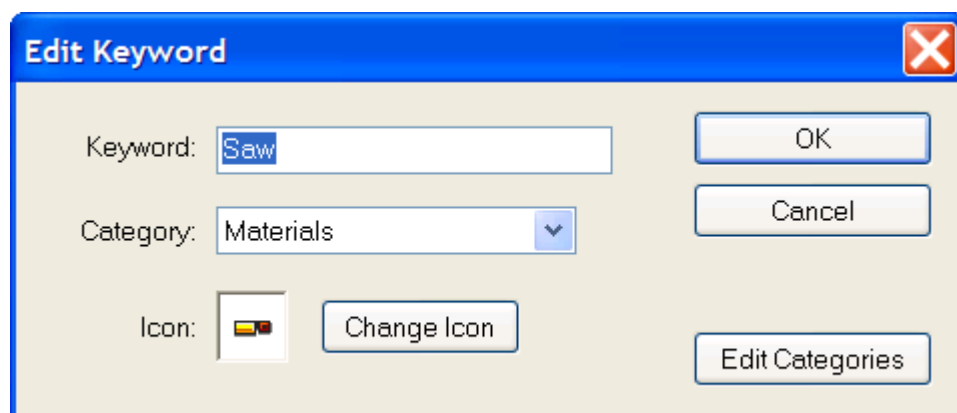 Edit Keyword
Keyword: Saw
OK
Category: Materials
Cancel
Icon: Change Icon
Edit Categories